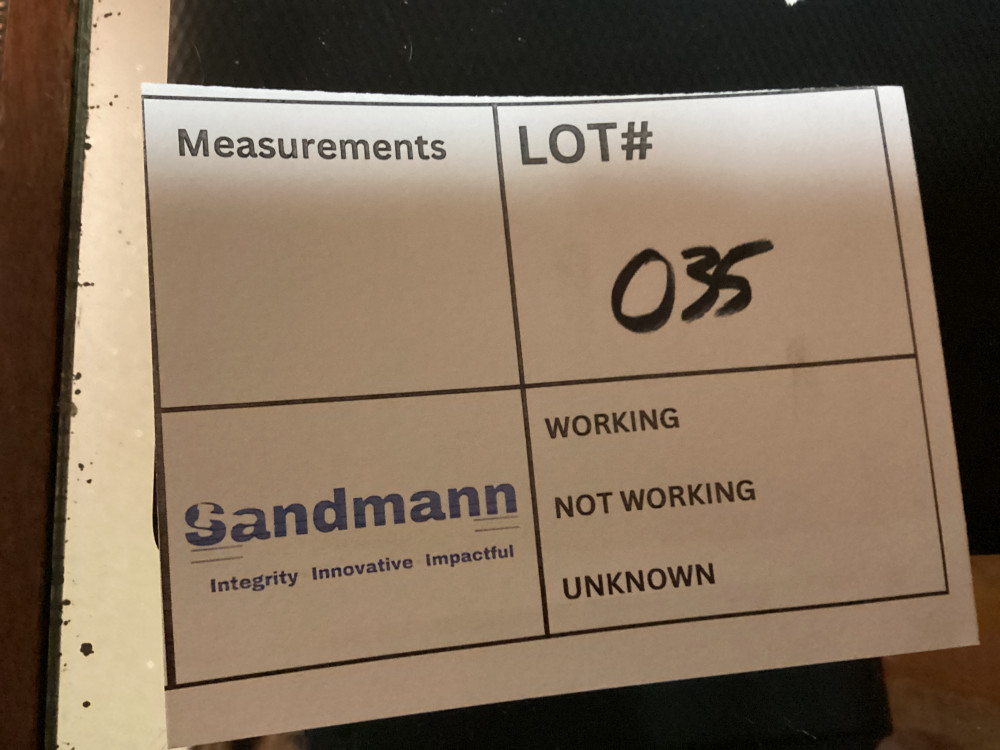 Measurements
LOT#
035
WORKING
NOT WORKING
UNKNOWN
Sandmann
Integrity Innovative Impactful